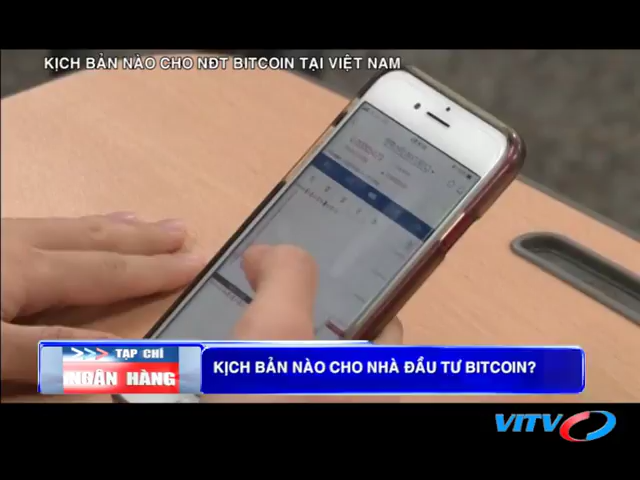 KỊCH BẢN NÀO CHO NĐT BITCOIN TẠI VIỆT NAM
TẠP CHÍ
NGÂN HÀNG
KỊCH BẢN NÀO CHO NHÀ ĐẦU TƯ BITCOIN?
VITV